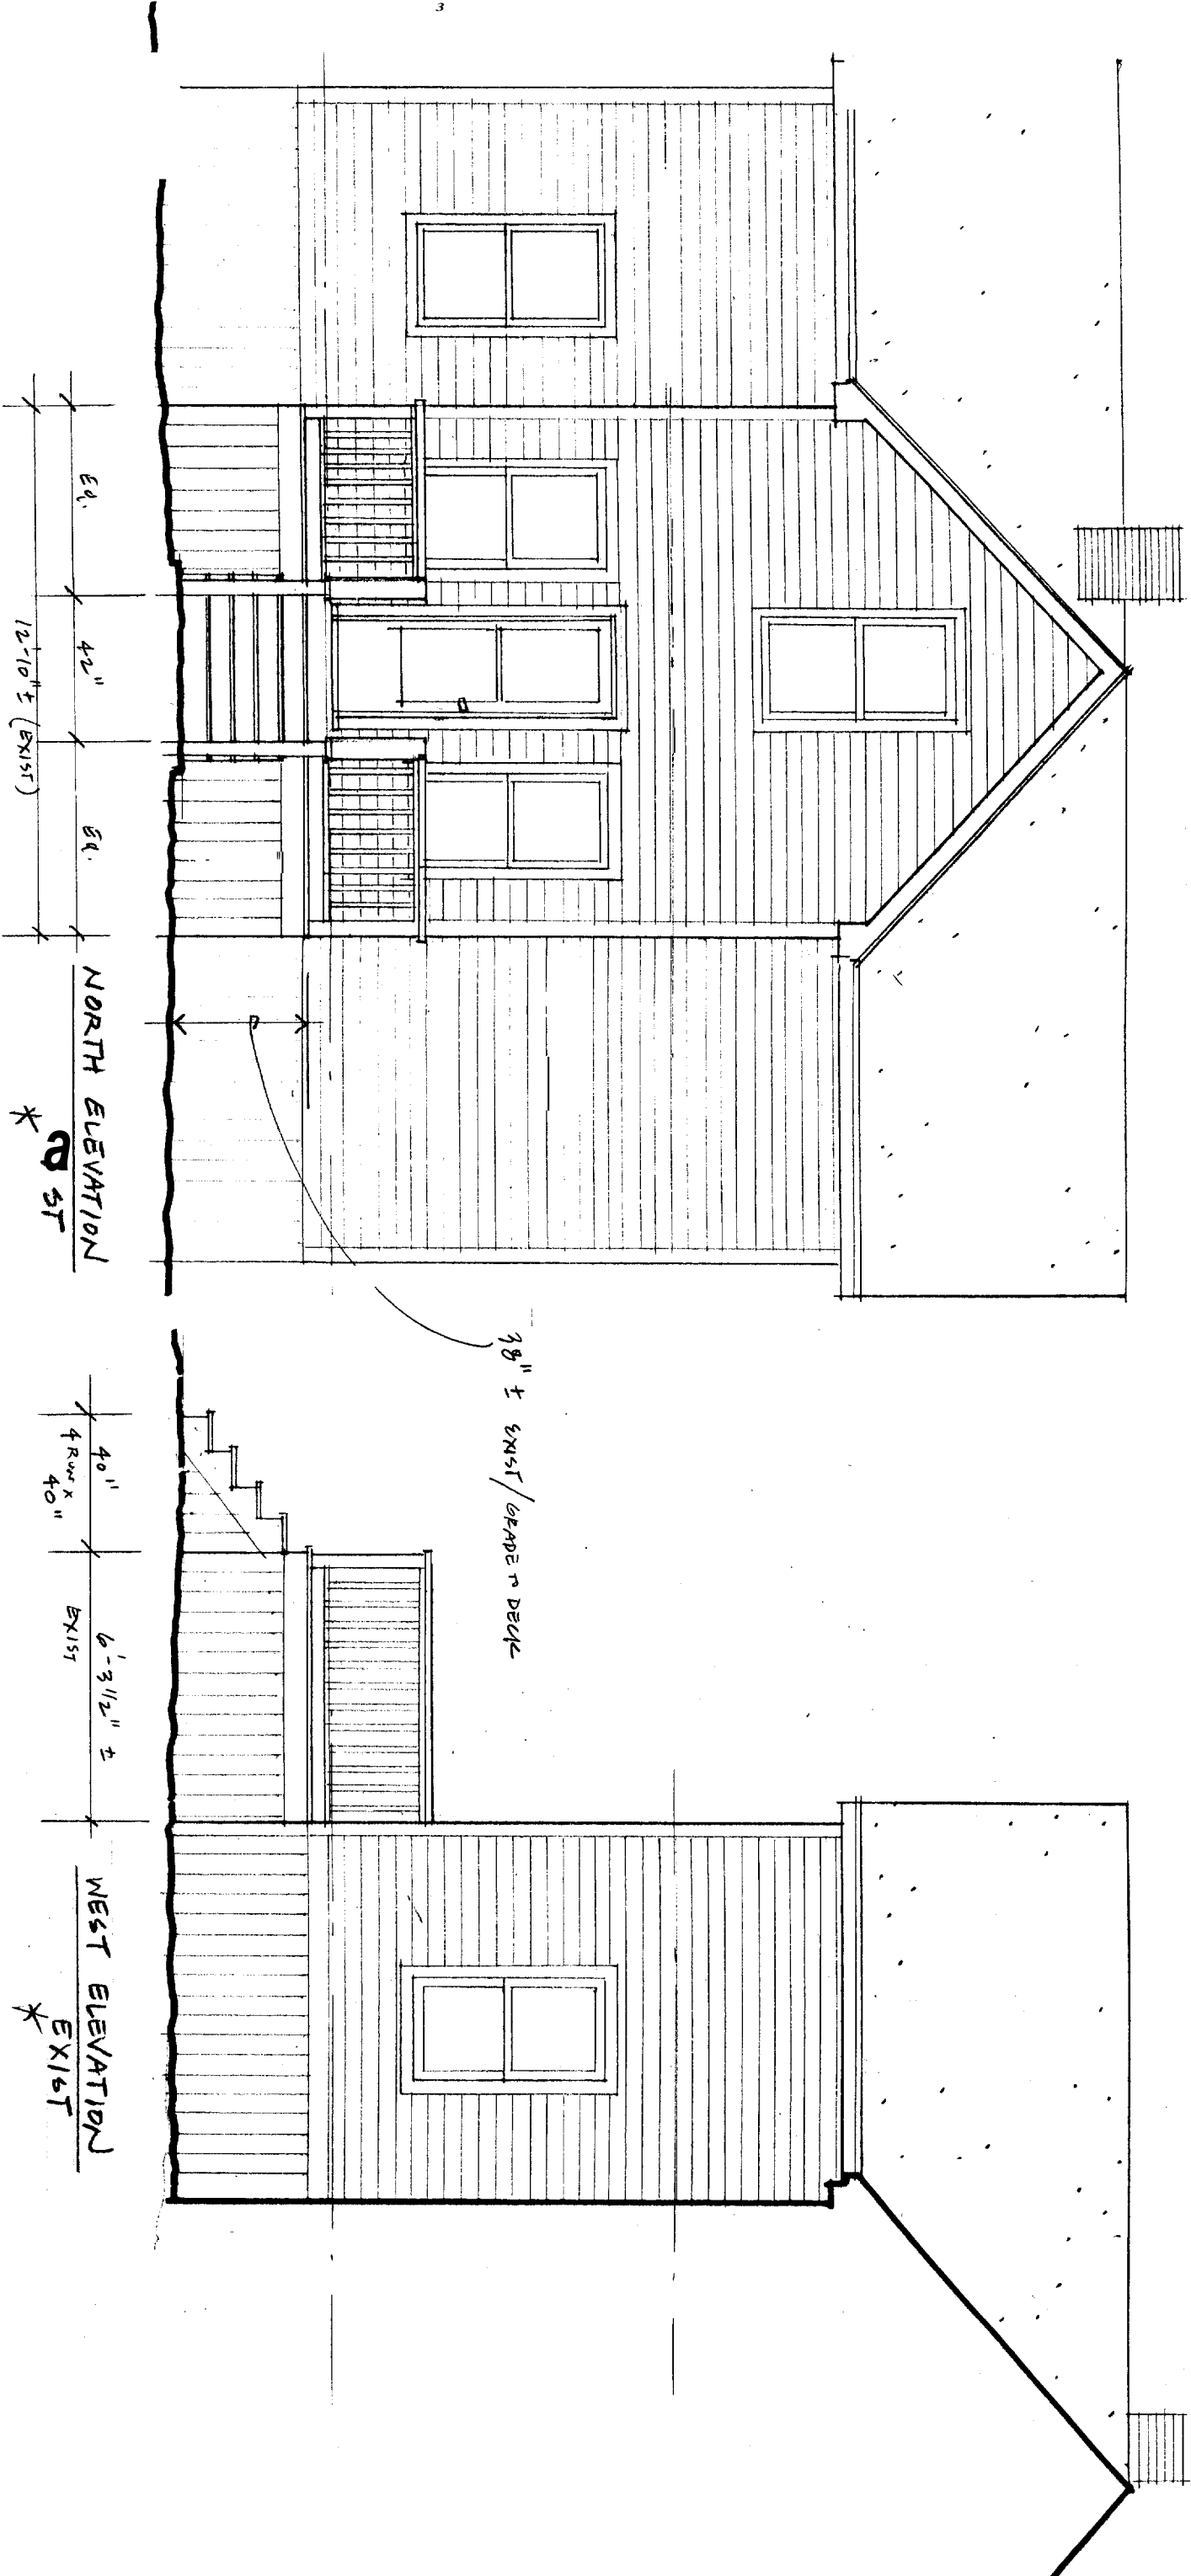 3
EQ.
42"
EQ.
12'-10" ± (EXIST)
NORTH ELEVATION
* a ST
38" ± EXIST/GRADE TO DECK
40"
4 RUN x
40"
6'-3 1/2" ±
EXIST
WEST ELEVATION
* EXIST